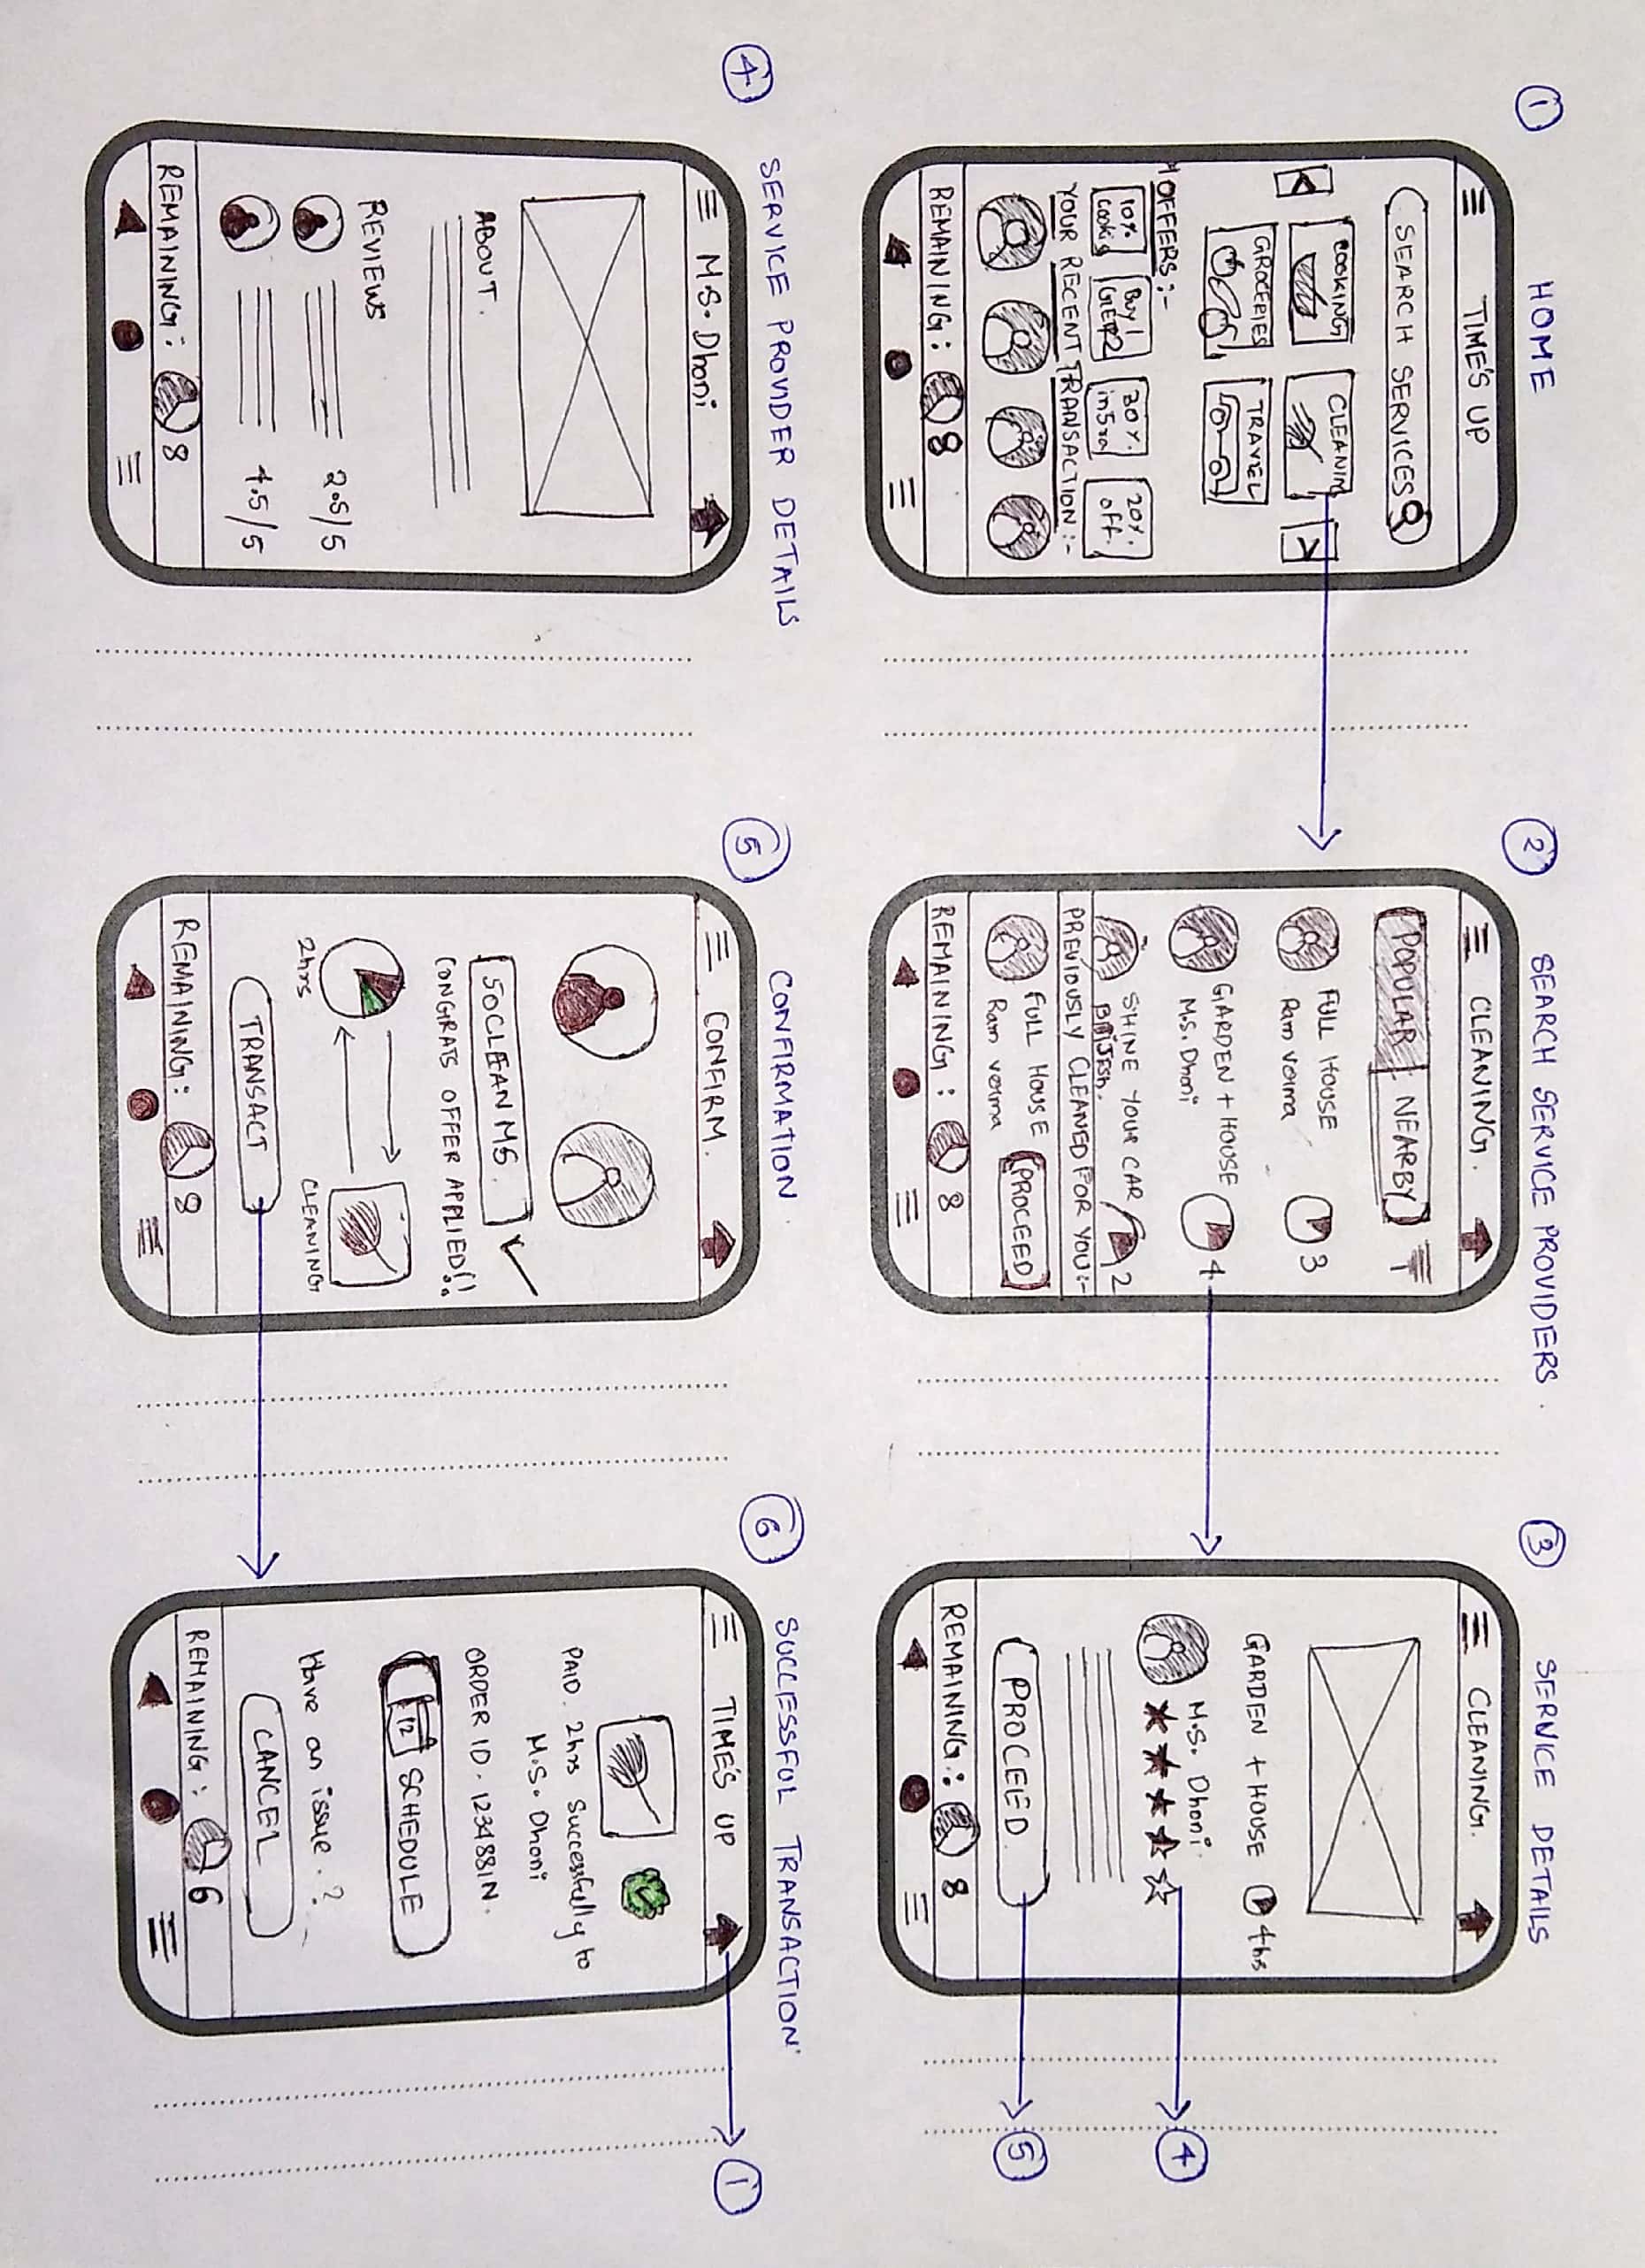 1
HOME
TIME'S UP
SEARCH SERVICES
COOKING
CLEANIN
GROCERIES
TRAVEL
OFFERS:-
10%
cookig
Buy 1
GET 2
30%
20%
off.
YOUR RECENT TRANSACTION:-
REMAINING: 8
2
SEARCH SERVICE PROVIDERS.
CLEANING.
POPULAR NEARBY
FULL HOUSE
Ram Verma
3
GARDEN + HOUSE
M.S. Dhoni
4
SHINE YOUR CAR
BRIJESH.
2
PREVIOUSLY CLEANED FOR YOU:-
FULL HOUSE
Ram verma
PROCEED
REMAINING: 8
3
SERVICE DETAILS
CLEANING.
GARDEN + HOUSE 4hrs
M.S. Dhoni
4
PROCEED
5
REMAINING: 8
4
SERVICE PROVIDER DETAILS
M.S. Dhoni
ABOUT.
REVIEWS
2.5/5
4.5/5
REMAINING: 8
5
CONFIRMATION
CONFIRM.
50CLEANMS.
CONGRATS OFFER APPLIED!!
2hrs
CLEANING
TRANSACT
REMAINING: 8
6
SUCCESSFUL TRANSACTION
TIME'S UP
1
PAID. 2hrs Successfully to
M.S. Dhoni
ORDER ID. 1234881N.
12 SCHEDULE
Have an issue.?
CANCEL
REMAINING: 6